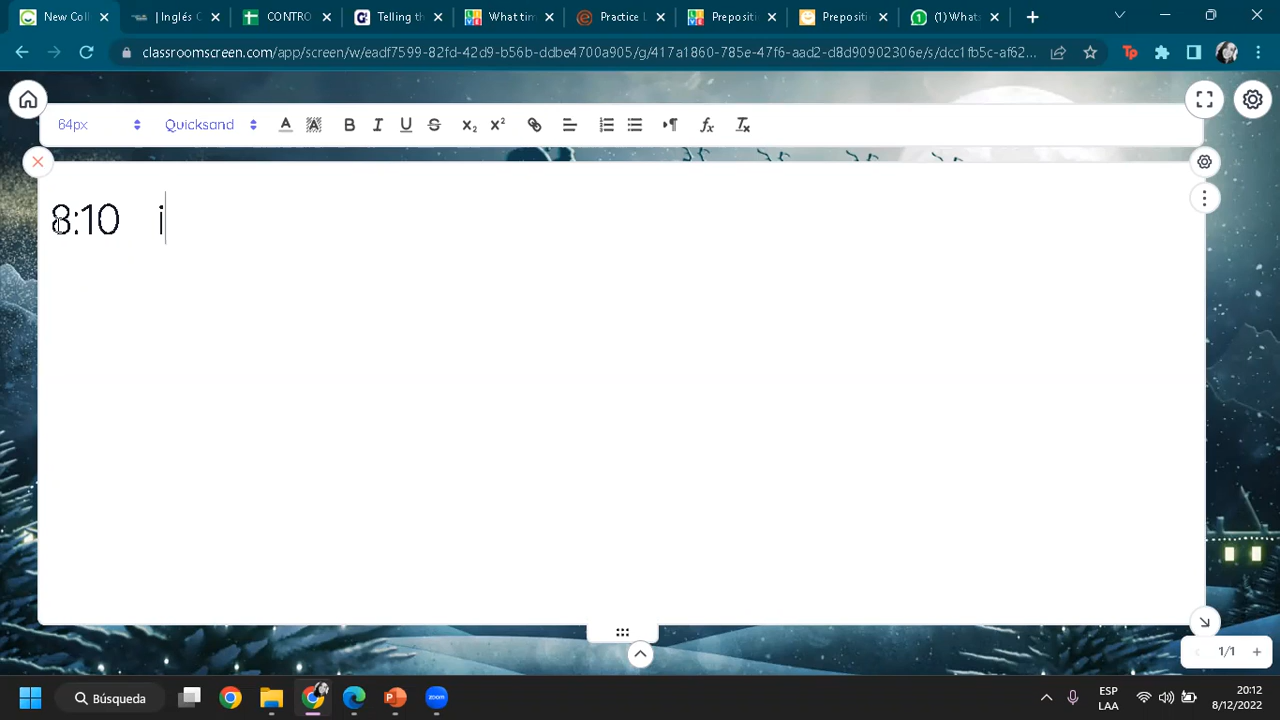 New Coll
Inglés C
CONTRO
Telling th
What tim
Practice L
Prepositi
Prepositi
(1) Whats
classroomscreen.com/app/screen/w/eadf7599-82fd-42d9-b56b-ddbe4700a905/g/417a1860-785e-47f6-aad2-d8d90902306e/s/dcc1fb5c-af62...
64px
Quicksand
8:10 i
1/1
Búsqueda
zoom
ESP
LAA
20:12
8/12/2022